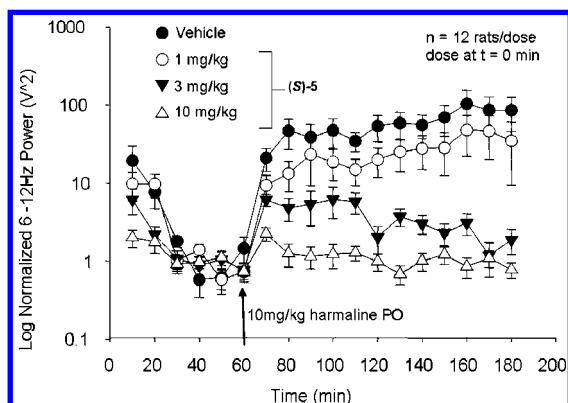 1000
100
10
1
0.1
Log Normalized 6 -12Hz Power (V^2)
Vehicle
1 mg/kg
3 mg/kg
10 mg/kg
(S)-5
n = 12 rats/dose
dose at t = 0 min
10mg/kg harmaline PO
0 20 40 60 80 100 120 140 160 180 200
Time (min)